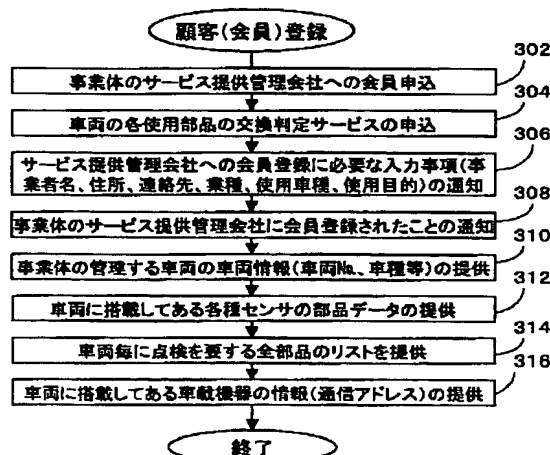 顧客(会員)登録
302
事業体のサービス提供管理会社への会員申込
304
車両の各使用部品の交換判定サービスの申込
306
サービス提供管理会社への会員登録に必要な入力事項(事
業者名、住所、連絡先、業種、使用車種、使用目的)の通知
308
事業体のサービス提供管理会社に会員登録されたことの通知
310
事業体の管理する車両の車両情報(車両No.、車種等)の提供
312
車両に搭載してある各種センサの部品データの提供
314
車両毎に点検を要する全部品のリストを提供
316
車両に搭載してある車載機器の情報(通信アドレス)の提供
終了